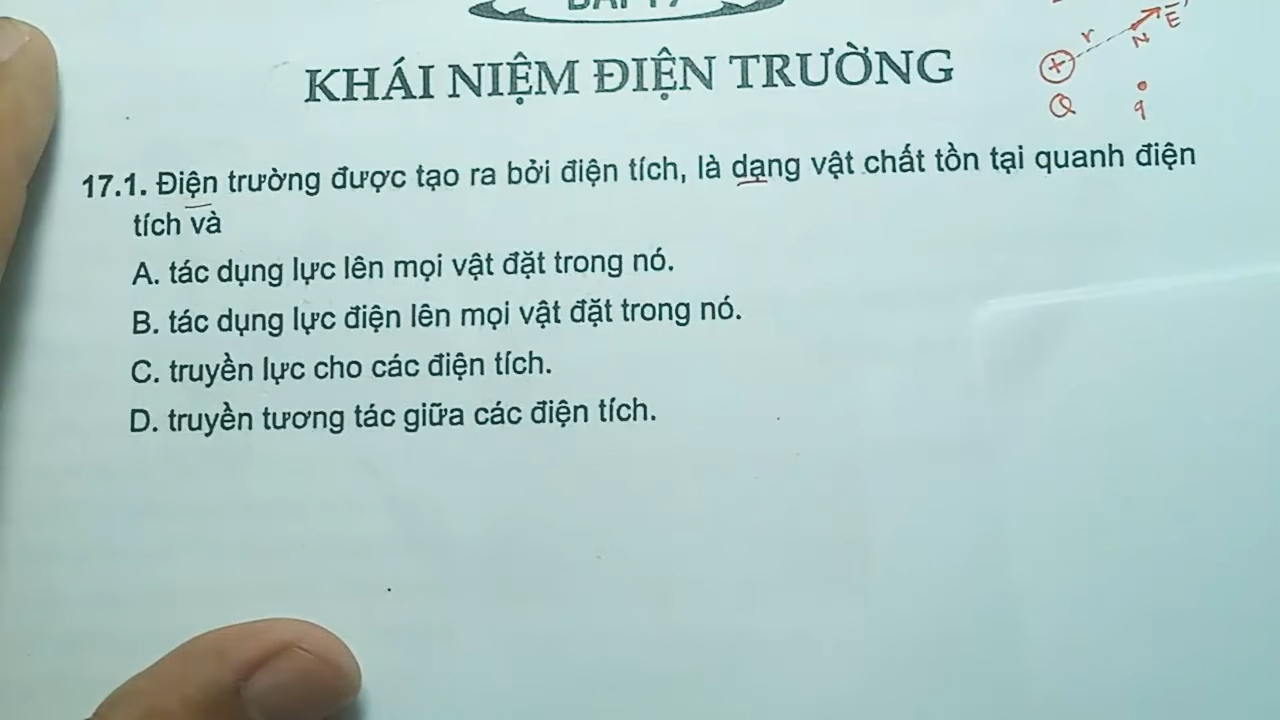 BÀI 17
KHÁI NIỆM ĐIỆN TRƯỜNG
r
N
E
+
Q
q
17.1. Điện trường được tạo ra bởi điện tích, là dạng vật chất tồn tại quanh điện
tích và
A. tác dụng lực lên mọi vật đặt trong nó.
B. tác dụng lực điện lên mọi vật đặt trong nó.
C. truyền lực cho các điện tích.
D. truyền tương tác giữa các điện tích.